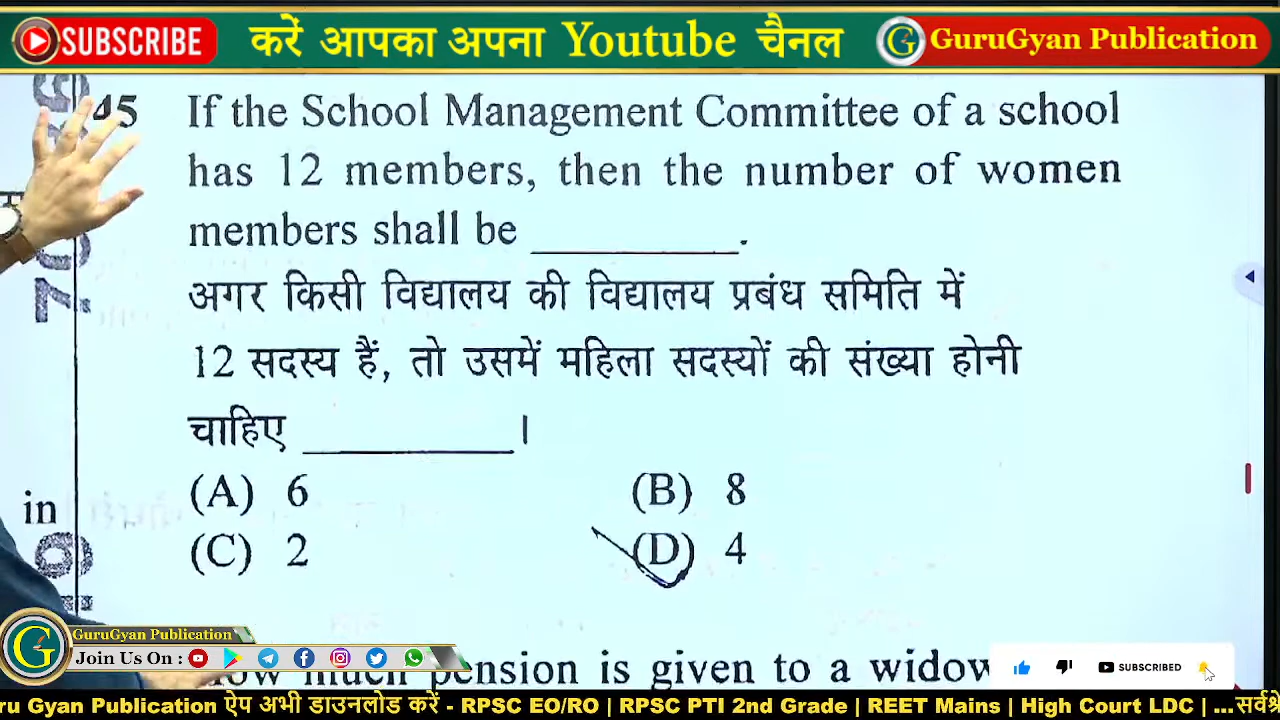 SUBSCRIBE करें आपका अपना Youtube चैनल G GuruGyan Publication
45 If the School Management Committee of a school
has 12 members, then the number of women
members shall be ________.
अगर किसी विद्यालय की विद्यालय प्रबंध समिति में
12 सदस्य हैं, तो उसमें महिला सदस्यों की संख्या होनी
चाहिए ________ ।
(A) 6 (B) 8
in
(C) 2 (D) 4
G GuruGyan Publication
Join Us On :
pension is given to a widow
SUBSCRIBED
ru Gyan Publication ऐप अभी डाउनलोड करें - RPSC EO/RO | RPSC PTI 2nd Grade | REET Mains | High Court LDC | ...सर्वश्रे